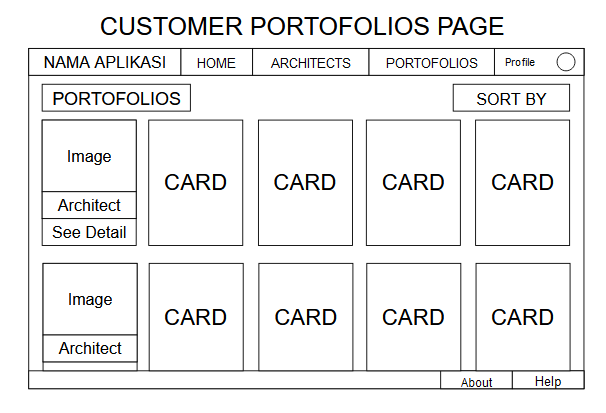 CUSTOMER PORTOFOLIOS PAGE
NAMA APLIKASI HOME ARCHITECTS PORTOFOLIOS Profile
PORTOFOLIOS SORT BY
Image
CARD CARD CARD CARD
Architect
See Detail
Image
CARD CARD CARD CARD
Architect
About Help